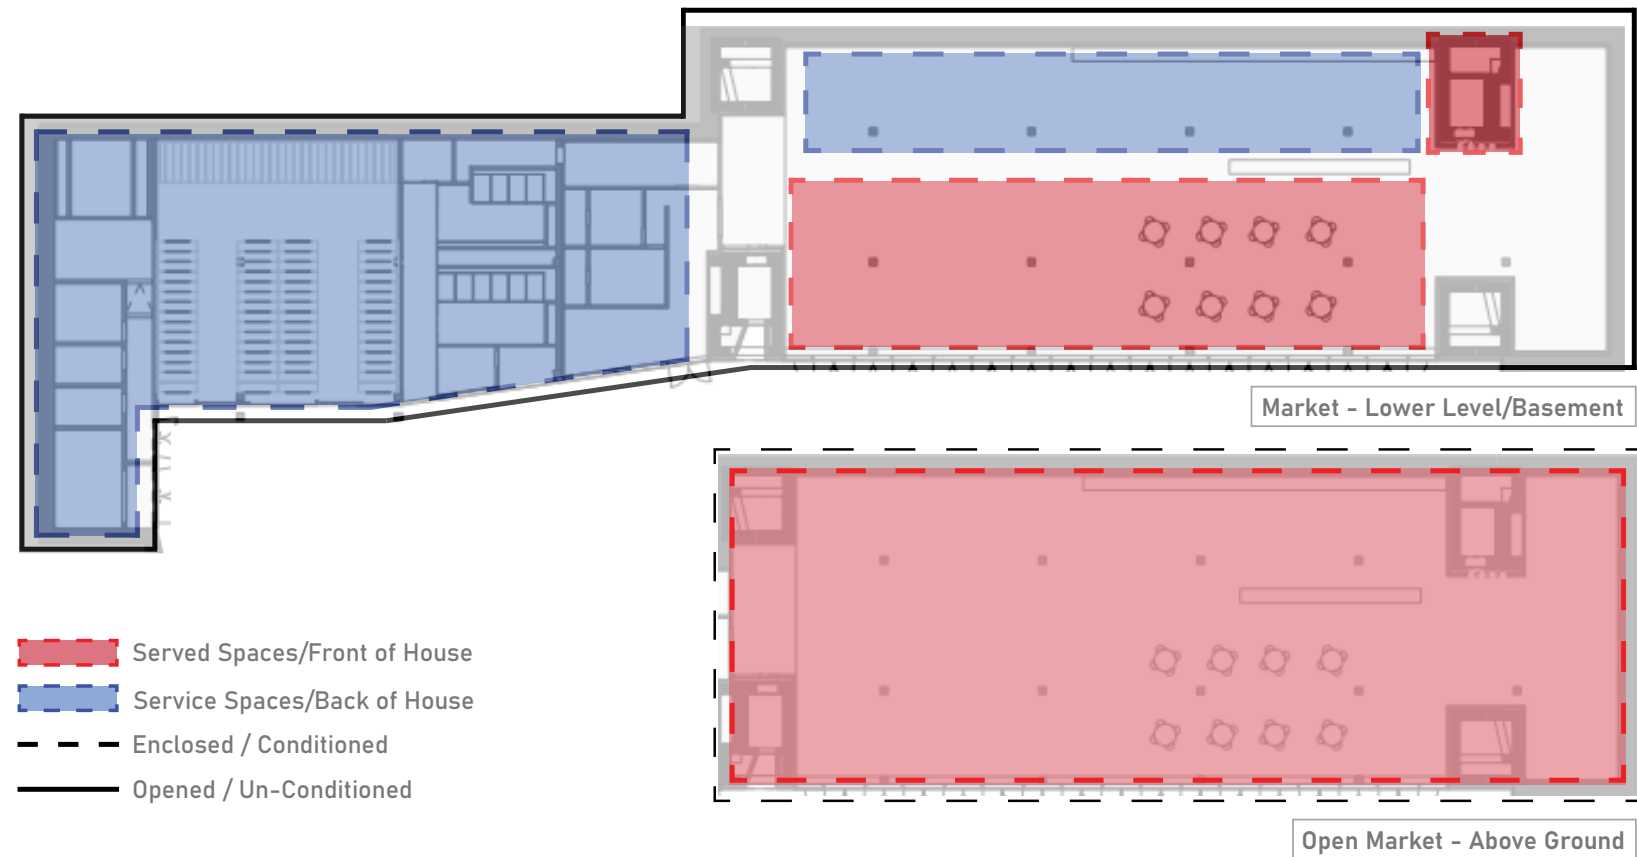 Market - Lower Level/Basement
Served Spaces/Front of House
Service Spaces/Back of House
Enclosed / Conditioned
Opened / Un-Conditioned
Open Market - Above Ground